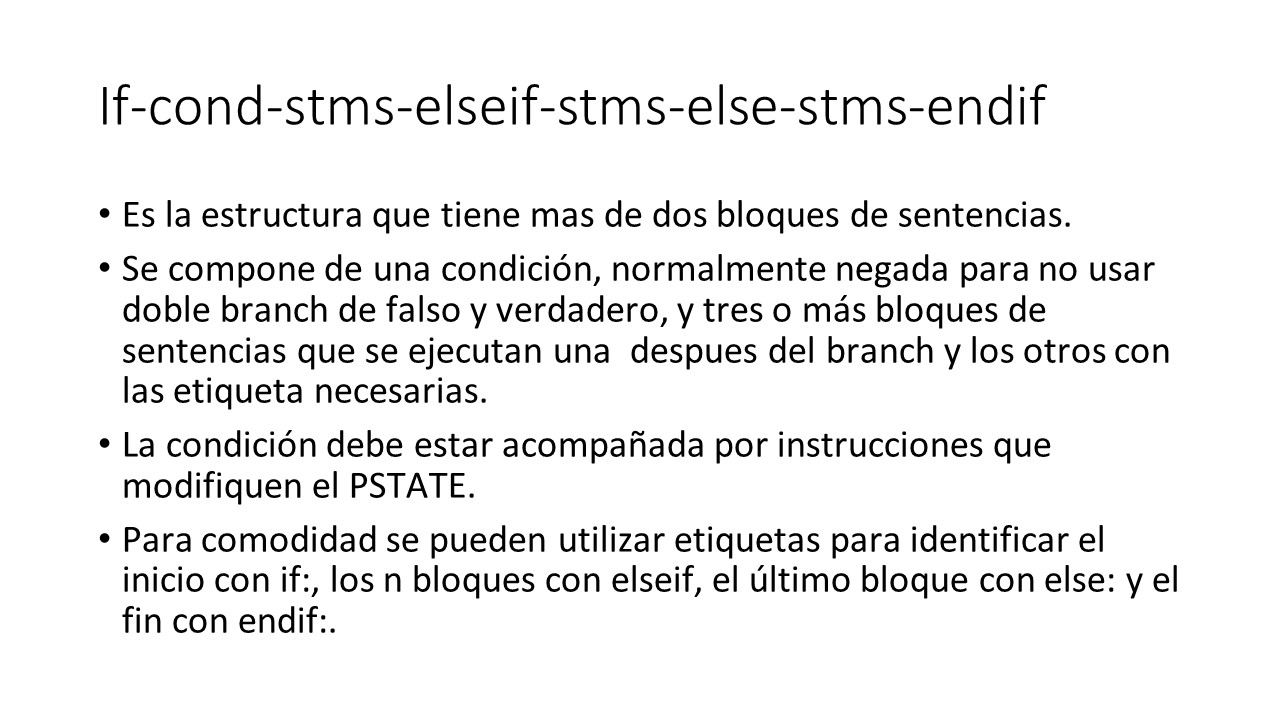 If-cond-stms-elseif-stms-else-stms-endif
• Es la estructura que tiene mas de dos bloques de sentencias.
• Se compone de una condición, normalmente negada para no usar
doble branch de falso y verdadero, y tres o más bloques de
sentencias que se ejecutan una  despues del branch y los otros con
las etiqueta necesarias.
• La condición debe estar acompañada por instrucciones que
modifiquen el PSTATE.
• Para comodidad se pueden utilizar etiquetas para identificar el
inicio con if:, los n bloques con elseif, el último bloque con else: y el
fin con endif:.